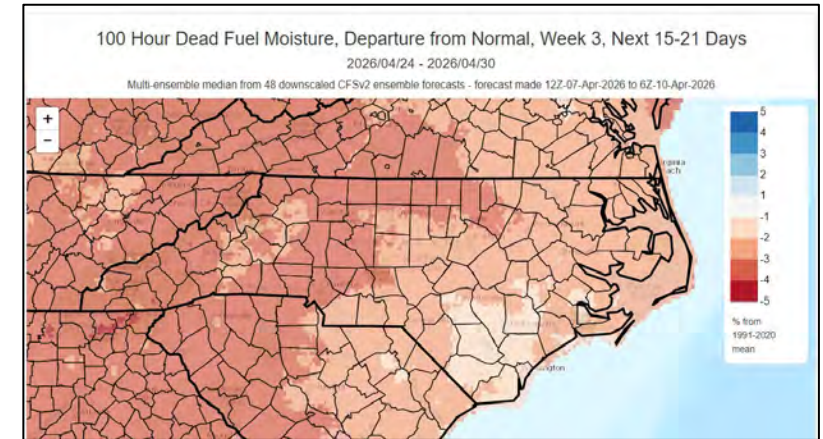 100 Hour Dead Fuel Moisture, Departure from Normal, Week 3, Next 15-21 Days
2026/04/24 - 2026/04/30
Multi-ensemble median from 48 downscaled CFSv2 ensemble forecasts - forecast made 12Z-07-Apr-2026 to 6Z-10-Apr-2026
+
−
5
4
3
2
1
-1
-2
-3
-4
-5
% from
1991-2020
mean